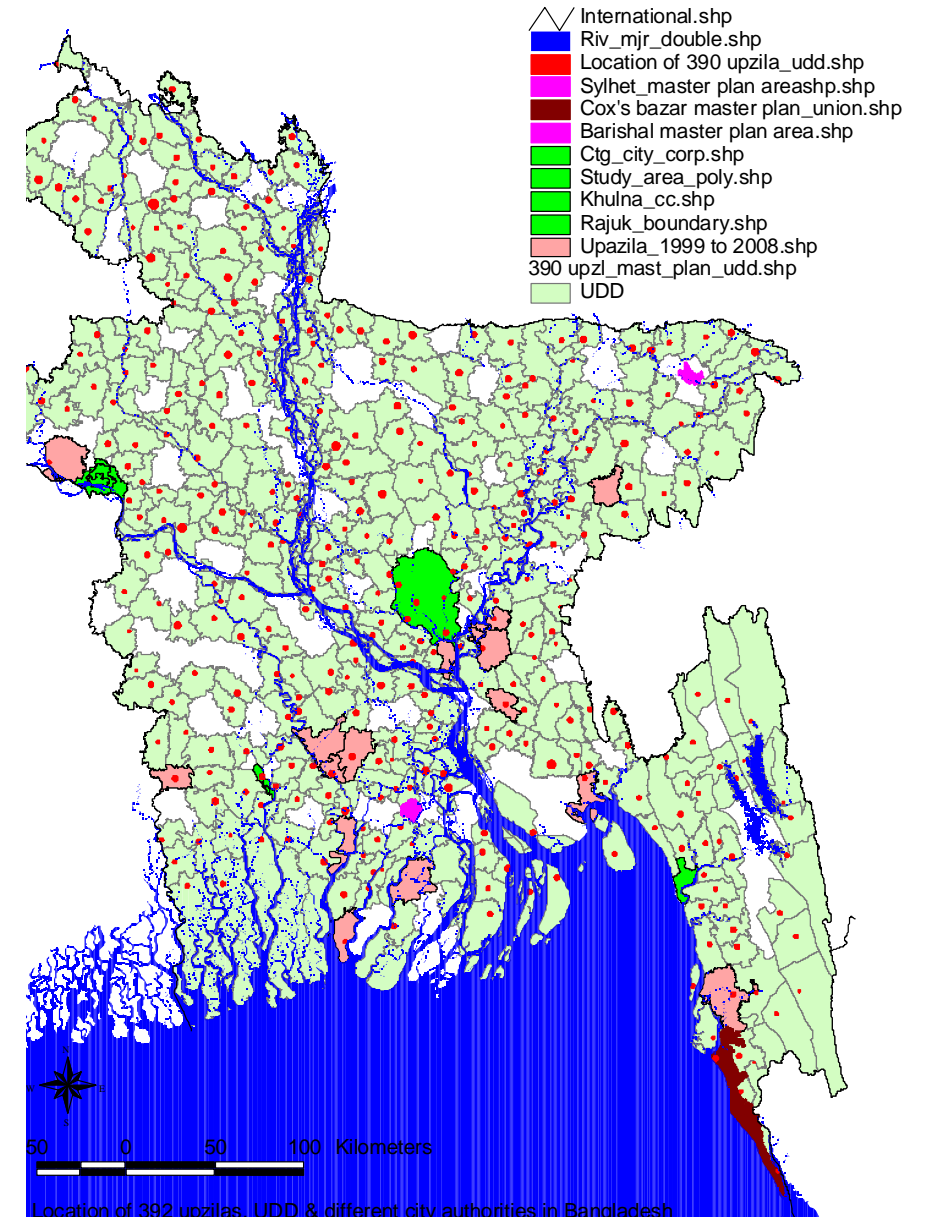 International.shp
Riv_mjr_double.shp
Location of 390 upzila_udd.shp
Sylhet_master plan areashp.shp
Cox's bazar master plan_union.shp
Barishal master plan area.shp
Ctg_city_corp.shp
Study_area_poly.shp
Khulna_cc.shp
Rajuk_boundary.shp
Upazila_1999 to 2008.shp
390 upzl_mast_plan_udd.shp
UDD
N
E
S
50 0 50 100 Kilometers
Location of 392 upzilas, UDD & different city authorities in Bangladesh